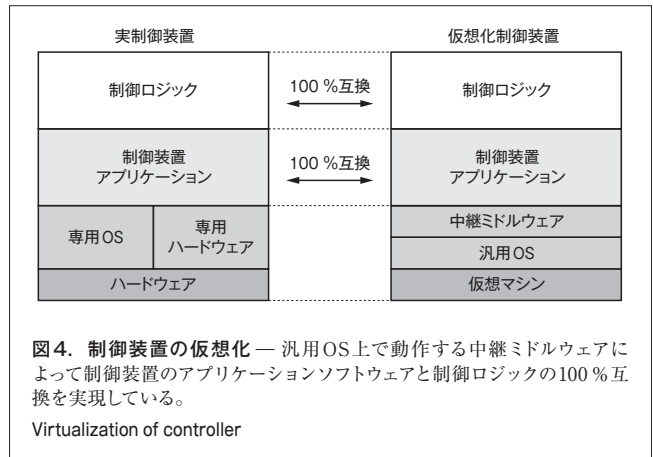 実制御装置
仮想化制御装置
制御ロジック
100 %互換
制御ロジック
制御装置
アプリケーション
100 %互換
制御装置
アプリケーション
専用OS
専用
ハードウェア
中継ミドルウェア
汎用OS
ハードウェア
仮想マシン
図4. 制御装置の仮想化 — 汎用OS上で動作する中継ミドルウェアに
よって制御装置のアプリケーションソフトウェアと制御ロジックの100 %互
換を実現している。
Virtualization of controller